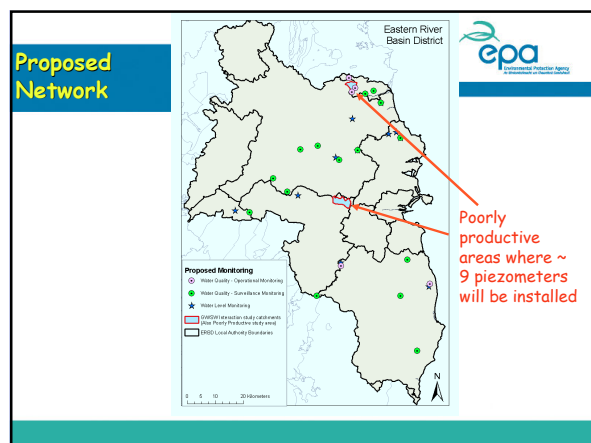 Proposed
Network
Eastern River
Basin District
epa
Environmental Protection Agency
Poorly
productive
areas where ~
9 piezometers
will be installed
Proposed Monitoring
Water Quality - Operational Monitoring
Water Quality - Surveillance Monitoring
Water Level Monitoring
GW/SW Interaction study catchments
(Also Poorly Productive study area)
ERBD Local Authority Boundaries
0 5 10 20 Kilometers
N